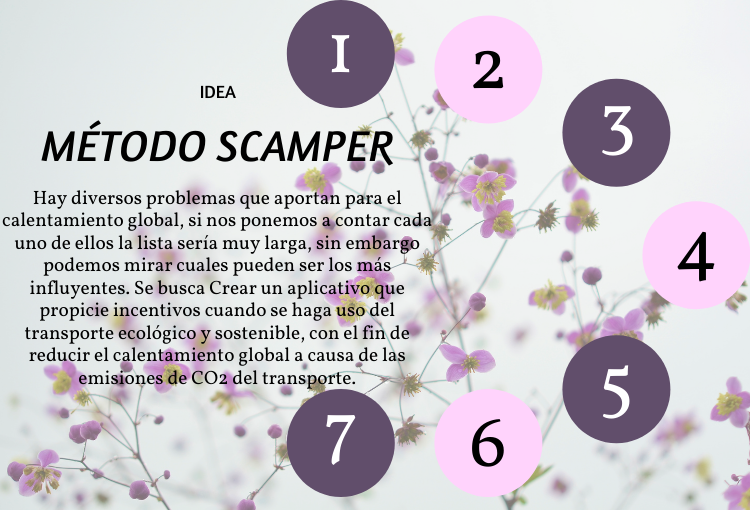 IDEA
MÉTODO SCAMPER
Hay diversos problemas que aportan para el
calentamiento global, si nos ponemos a contar cada
uno de ellos la lista sería muy larga, sin embargo
podemos mirar cuales pueden ser los más
influyentes. Se busca Crear un aplicativo que
propicie incentivos cuando se haga uso del
transporte ecológico y sostenible, con el fin de
reducir el calentamiento global a causa de las
emisiones de CO2 del transporte.
1
2
3
4
5
6
7